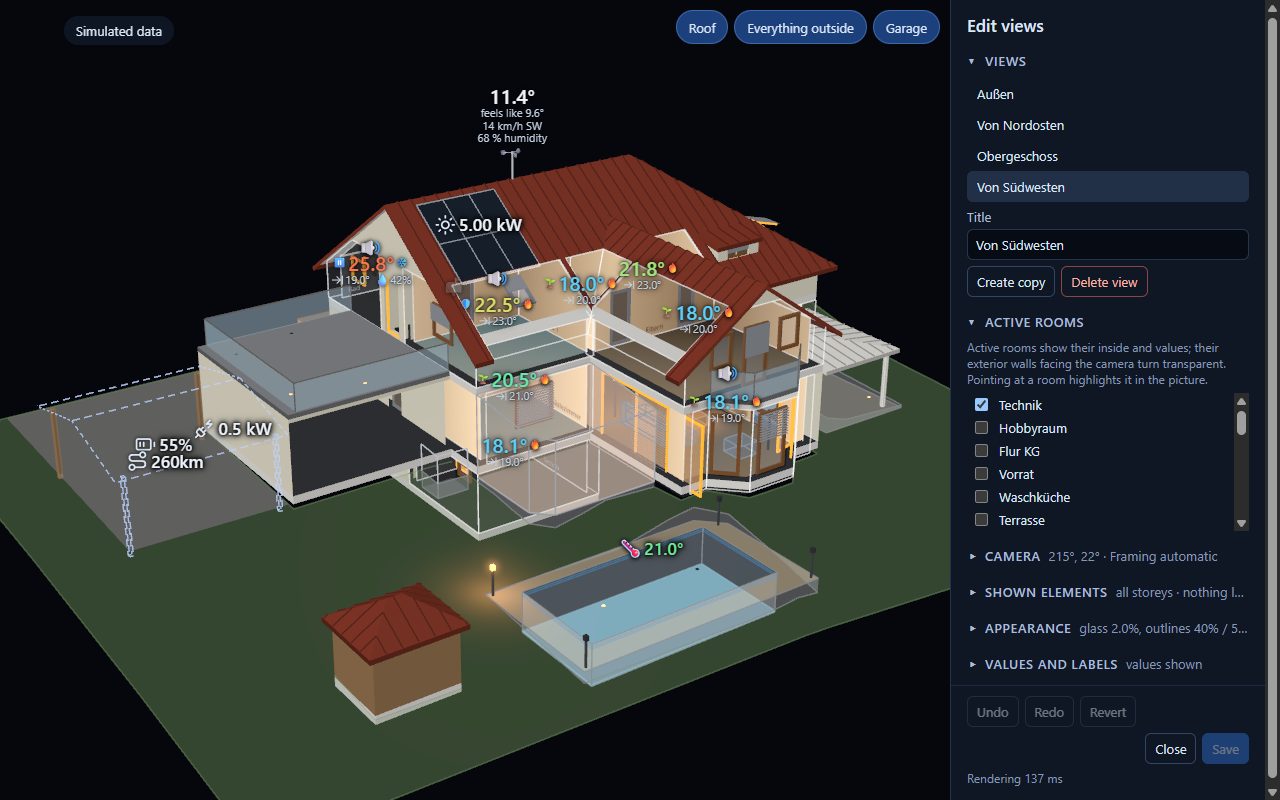 Simulated data
Roof
Everything outside
Garage
11.4°
feels like 9.6°
14 km/h SW
68 % humidity
5.00 kW
25.8°
19.0°
42%
22.5°
23.0°
18.0°
20.0°
21.8°
23.0°
18.0°
20.0°
20.5°
21.0°
18.1°
19.0°
18.1°
19.0°
0.5 kW
55%
260km
21.0°
Edit views
VIEWS
Außen
Von Nordosten
Obergeschoss
Von Südwesten
Title
Von Südwesten
Create copy
Delete view
ACTIVE ROOMS
Active rooms show their inside and values; their
exterior walls facing the camera turn transparent.
Pointing at a room highlights it in the picture.
Technik
Hobbyraum
Flur KG
Vorrat
Waschküche
Terrasse
CAMERA 215°, 22° · Framing automatic
SHOWN ELEMENTS all storeys · nothing l...
APPEARANCE glass 2.0%, outlines 40% / 5...
VALUES AND LABELS values shown
Undo
Redo
Revert
Close
Save
Rendering 137 ms